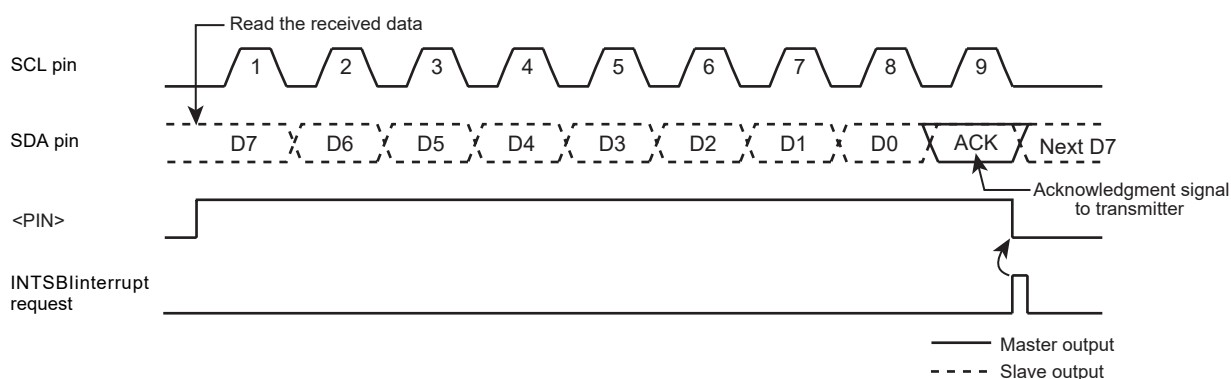 Read the received data
SCL pin
1 2 3 4 5 6 7 8 9
SDA pin
D7 D6 D5 D4 D3 D2 D1 D0 ACK Next D7
Acknowledgment signal
to transmitter
<PIN>
INTSBIinterrupt
request
Master output
Slave output